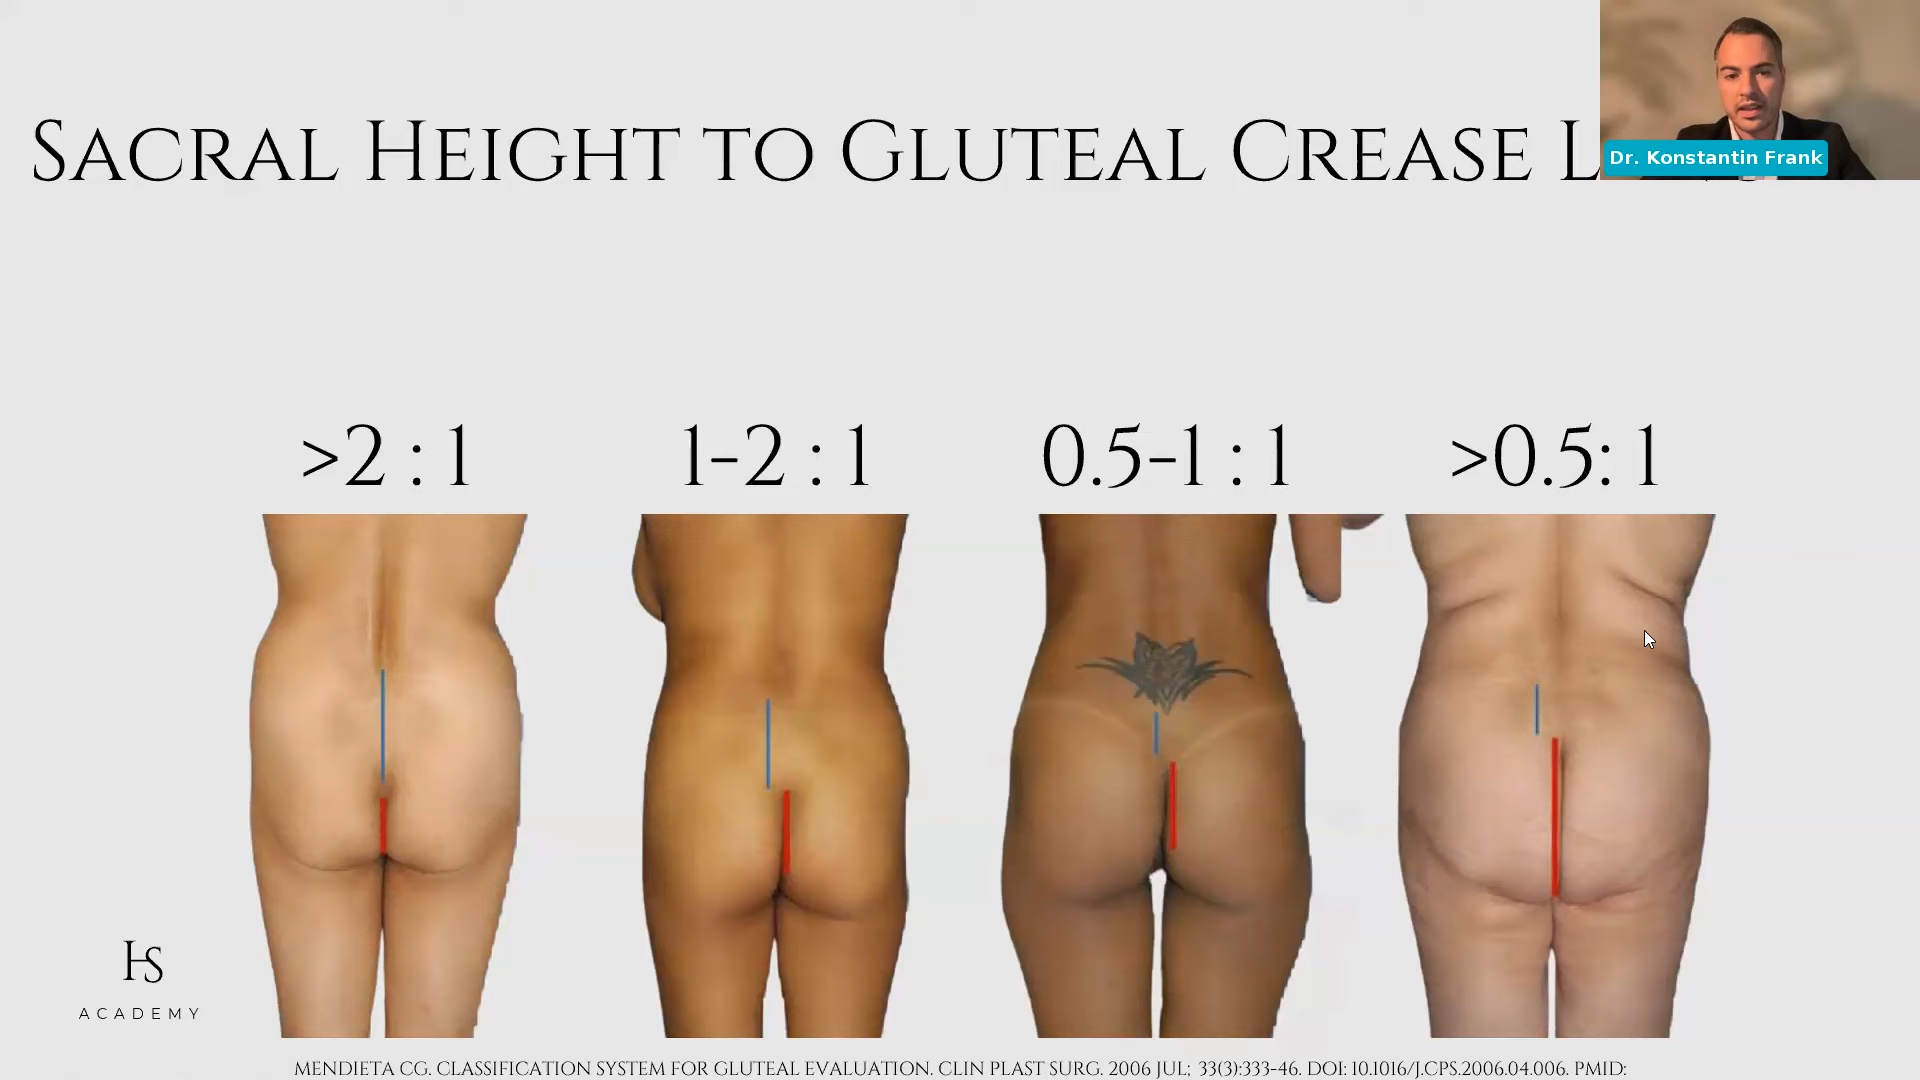 SACRAL HEIGHT TO GLUTEAL CREASE
Dr. Konstantin Frank
>2 : 1
1-2 : 1
0.5-1 : 1
>0.5: 1
HS
ACADEMY
MENDIETA CG. CLASSIFICATION SYSTEM FOR GLUTEAL EVALUATION. CLIN PLAST SURG. 2006 JUL; 33(3):333-46. DOI: 10.1016/J.CPS.2006.04.006. PMID: